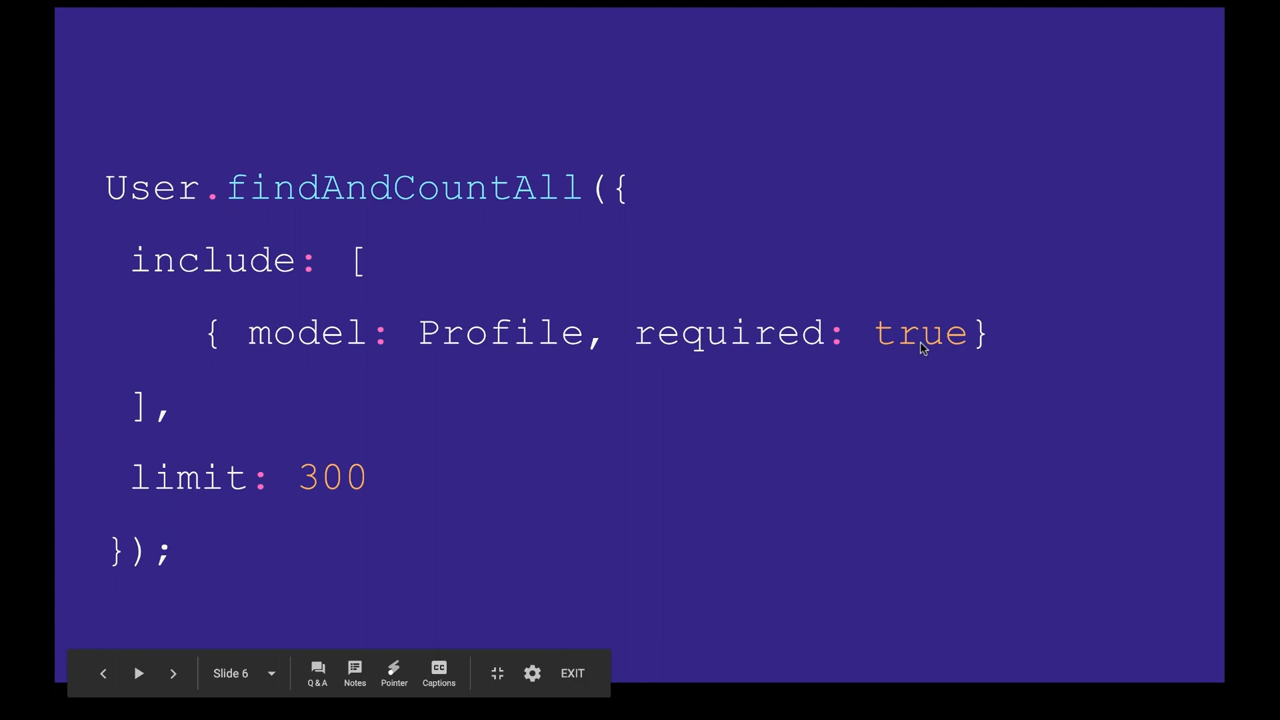 User.findAndCountAll({
include: [
{ model: Profile, required: true}
],
limit: 300
});
Slide 6
Q & A
Notes
Pointer
Captions
EXIT